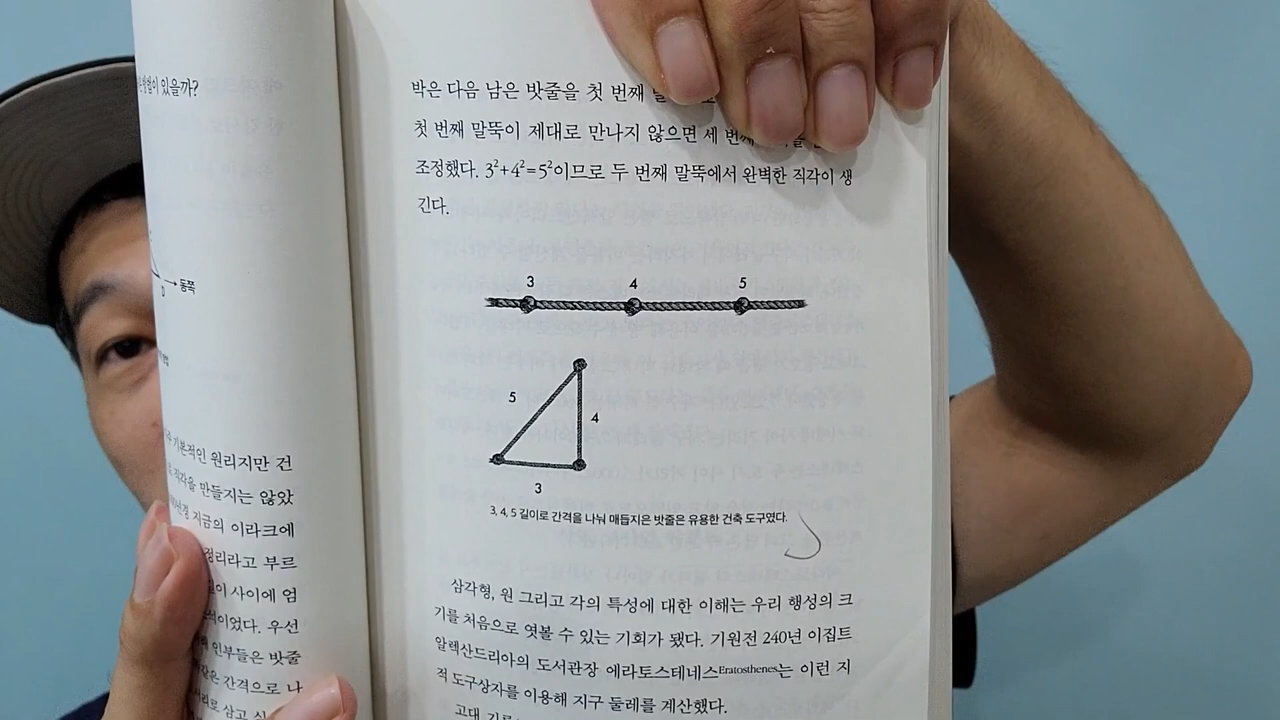 있을까?
동쪽
기본적인 원리지만 건
직각을 만들지는 않았
지금의 이라크에
정리라고 부르
사이에 엄
우선
인부들은 밧줄
간격으로 나
삼고
박은 다음 남은 밧줄을 첫 번째
첫 번째 말뚝이 제대로 만나지 않으면 세 번째
조정했다. 3²+4²=5²이므로 두 번째 말뚝에서 완벽한 직각이 생
긴다.
3 4 5
5
4
3
3, 4, 5 길이로 간격을 나눠 매듭지은 밧줄은 유용한 건축 도구였다.
삼각형, 원 그리고 각의 특성에 대한 이해는 우리 행성의 크
기를 처음으로 엿볼 수 있는 기회가 됐다. 기원전 240년 이집트
알렉산드리아의 도서관장 에라토스테네스Eratosthenes는 이런 지
적 도구상자를 이용해 지구 둘레를 계산했다.
고대